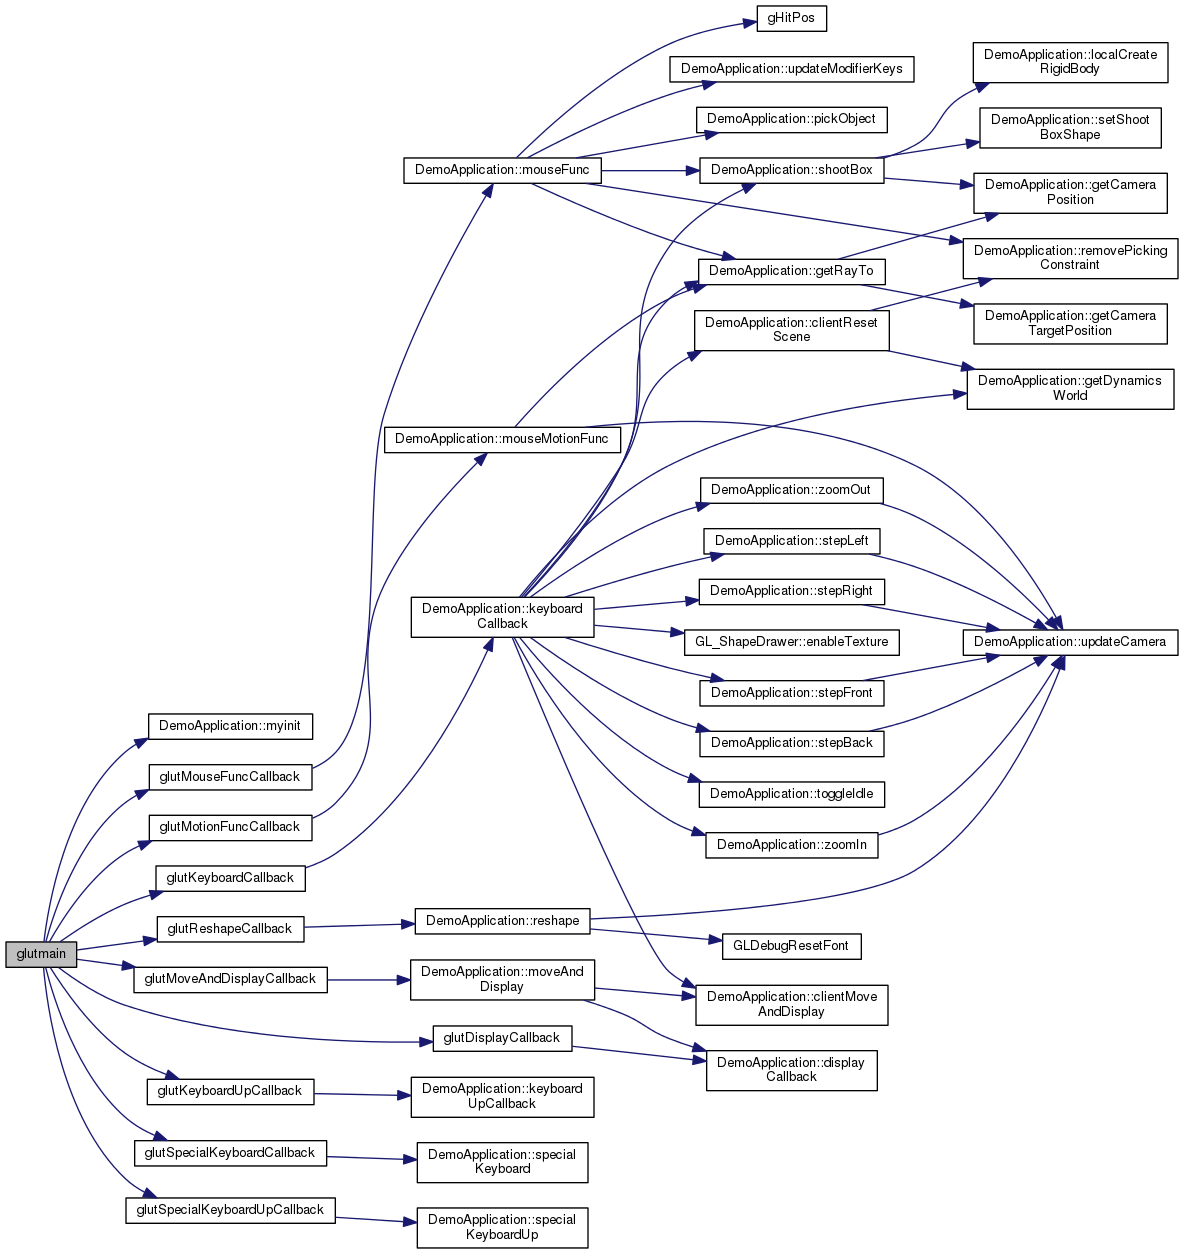 gHitPos
DemoApplication::localCreate
RigidBody
DemoApplication::updateModifierKeys
DemoApplication::pickObject
DemoApplication::setShoot
BoxShape
DemoApplication::mouseFunc
DemoApplication::shootBox
DemoApplication::getCamera
Position
DemoApplication::removePicking
Constraint
DemoApplication::getRayTo
DemoApplication::clientReset
Scene
DemoApplication::getCamera
TargetPosition
DemoApplication::getDynamics
World
DemoApplication::mouseMotionFunc
DemoApplication::zoomOut
DemoApplication::stepLeft
DemoApplication::stepRight
DemoApplication::keyboard
Callback
GL_ShapeDrawer::enableTexture
DemoApplication::updateCamera
DemoApplication::stepFront
DemoApplication::myinit
DemoApplication::stepBack
glutMouseFuncCallback
DemoApplication::toggleIdle
glutMotionFuncCallback
DemoApplication::zoomIn
glutKeyboardCallback
glutReshapeCallback
DemoApplication::reshape
GLDebugResetFont
glutmain
glutMoveAndDisplayCallback
DemoApplication::moveAnd
Display
DemoApplication::clientMove
AndDisplay
glutDisplayCallback
DemoApplication::display
Callback
glutKeyboardUpCallback
DemoApplication::keyboard
UpCallback
glutSpecialKeyboardCallback
DemoApplication::special
Keyboard
glutSpecialKeyboardUpCallback
DemoApplication::special
KeyboardUp